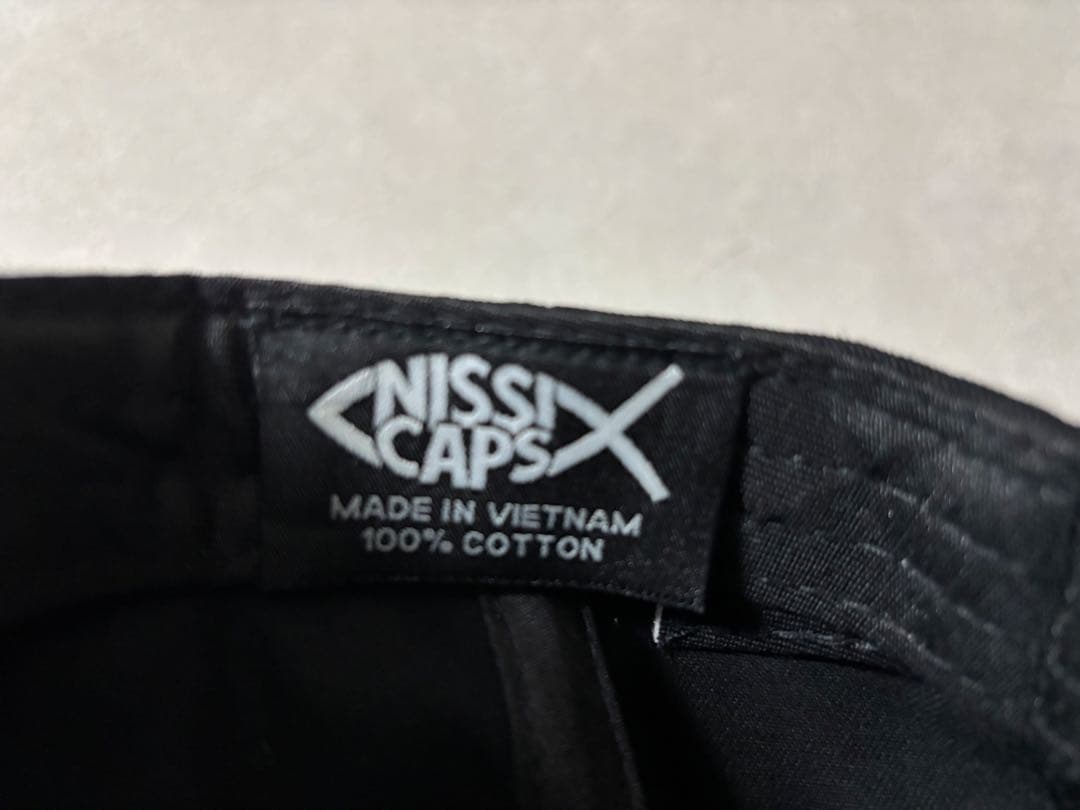 NISSI
CAPS
MADE IN VIETNAM
100% COTTON